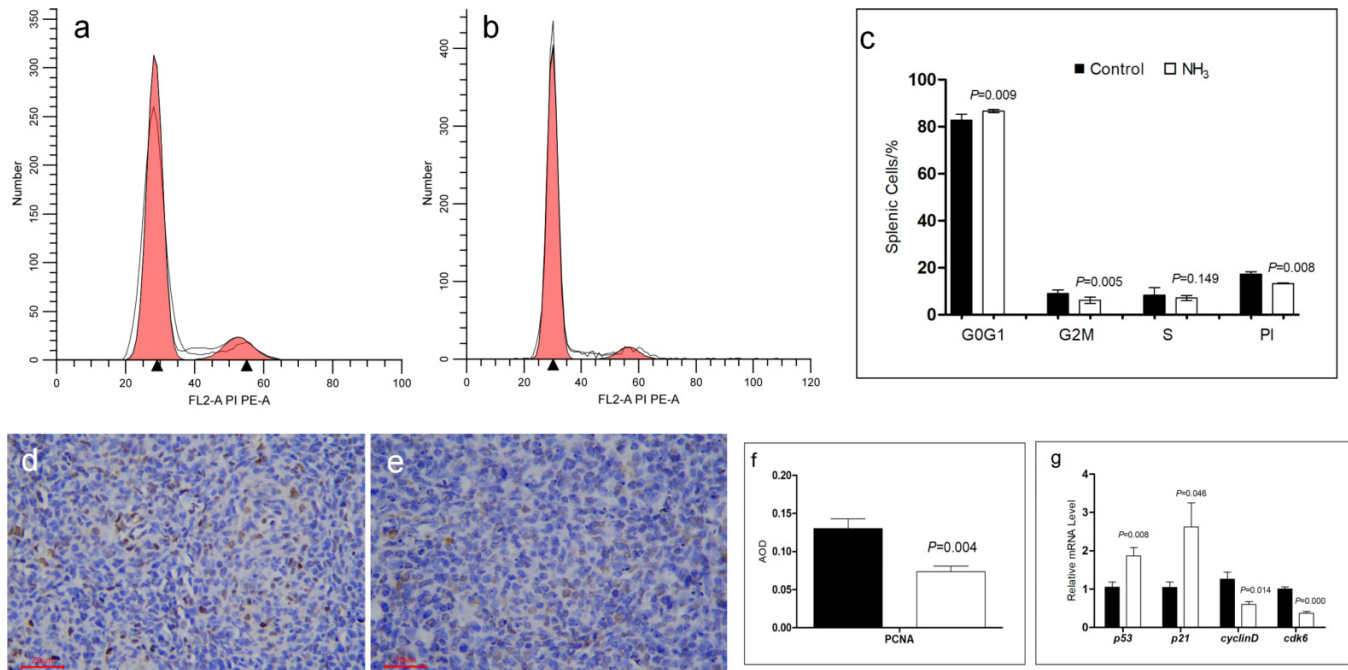 a
350
300
250
200
150
100
50
0
Number
0 20 40 60 80 100
FL2-A PI PE-A
b
400
300
200
100
0
Number
0 20 40 60 80 100 120
FL2-A PI PE-A
c
Control NH₃
100
80
60
40
20
0
Splenic Cells/%
P=0.009
P=0.005
P=0.149
P=0.008
G0G1 G2M S PI
d
e
f
0.20
0.15
0.10
0.05
0.00
AOD
P=0.004
PCNA
g
4
3
2
1
0
Relative mRNA Level
P=0.008
P=0.046
P=0.014
P=0.000
p53 p21 cyclinD cdk6